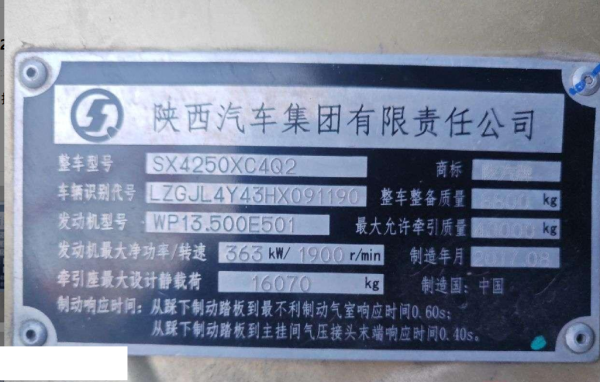 陕西汽车集团有限责任公司
整车型号 SX4250XC4Q2 商标
车辆识别代号 LZGJL4Y43HX091190 整车整备质量 8800 kg
发动机型号 WP13.500E501 最大允许牵引质量 kg
发动机最大净功率/转速 363 kW/ 1900 r/min 制造年月 2017.08
牵引座最大设计静载荷 16070 kg 制造国：中国
制动响应时间：从踩下制动踏板到最不利制动气室响应时间0.60s；
从踩下制动踏板到主挂间气压接头末端响应时间0.40s。